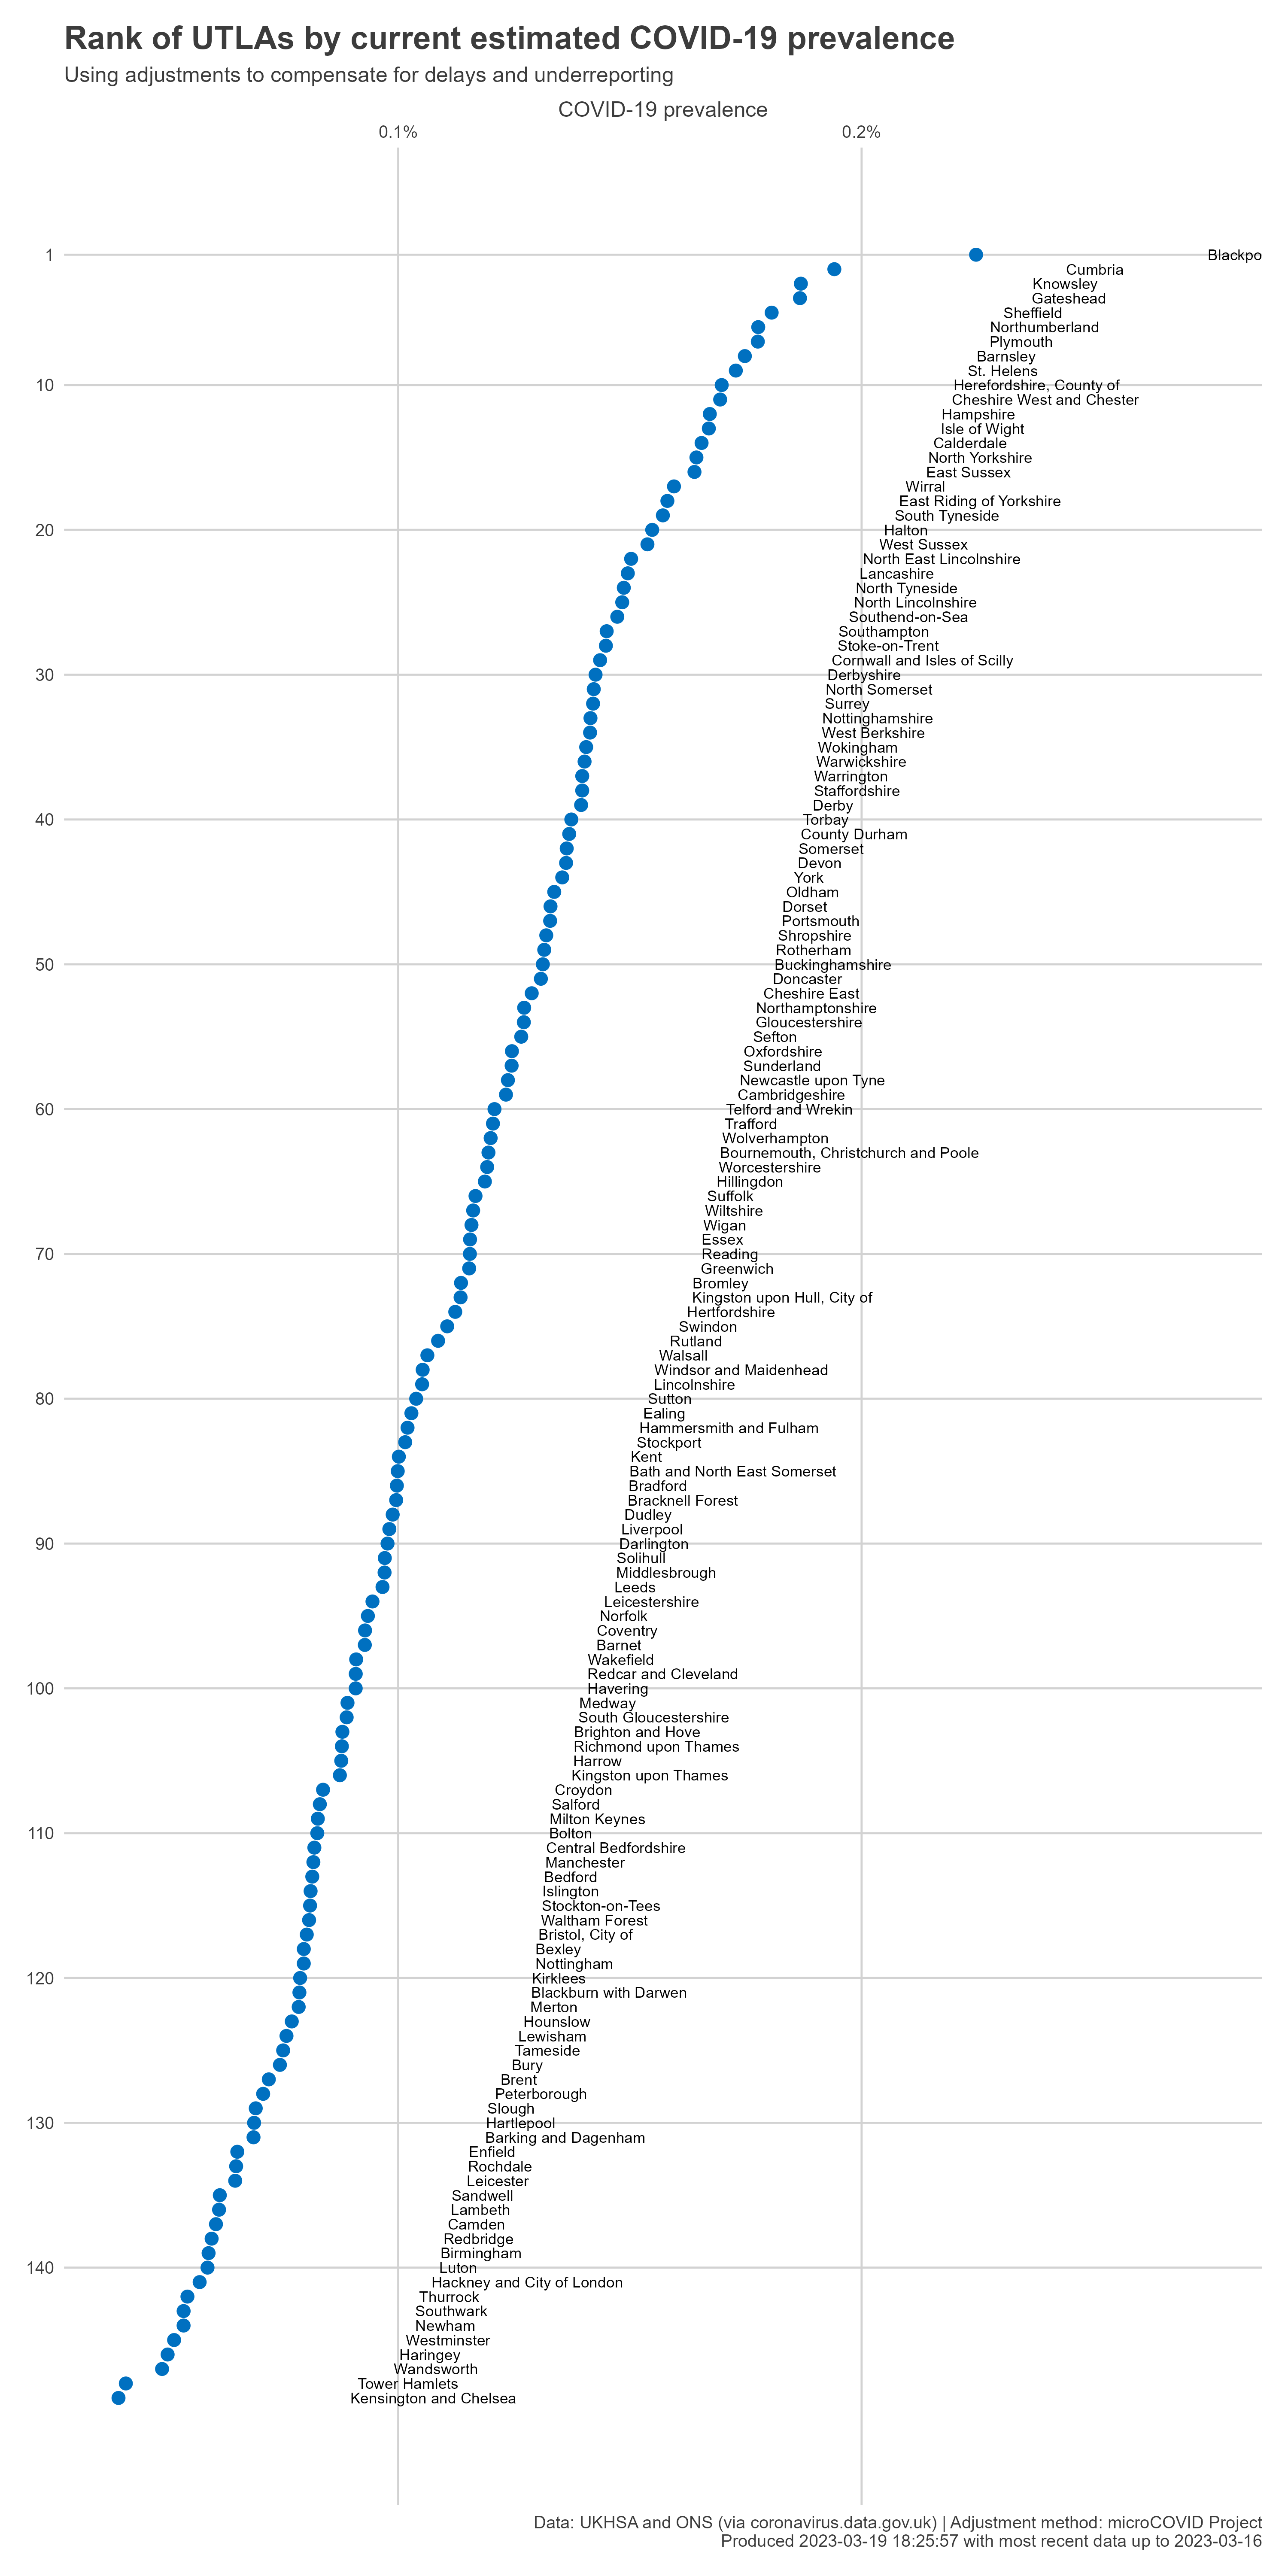 Rank of UTLAs by current estimated COVID-19 prevalence
Using adjustments to compensate for delays and underreporting
COVID-19 prevalence
0.1% 0.2%
1 Blackpo
Cumbria
Knowsley
Gateshead
Sheffield
Northumberland
Plymouth
Barnsley
St. Helens
10 Herefordshire, County of
Cheshire West and Chester
Hampshire
Isle of Wight
Calderdale
North Yorkshire
East Sussex
Wirral
East Riding of Yorkshire
South Tyneside
20 Halton
West Sussex
North East Lincolnshire
Lancashire
North Tyneside
North Lincolnshire
Southend-on-Sea
Southampton
Stoke-on-Trent
Cornwall and Isles of Scilly
30 Derbyshire
North Somerset
Surrey
Nottinghamshire
West Berkshire
Wokingham
Warwickshire
Warrington
Staffordshire
Derby
40 Torbay
County Durham
Somerset
Devon
York
Oldham
Dorset
Portsmouth
Shropshire
Rotherham
50 Buckinghamshire
Doncaster
Cheshire East
Northamptonshire
Gloucestershire
Sefton
Oxfordshire
Sunderland
Newcastle upon Tyne
Cambridgeshire
60 Telford and Wrekin
Trafford
Wolverhampton
Bournemouth, Christchurch and Poole
Worcestershire
Hillingdon
Suffolk
Wiltshire
Wigan
Essex
70 Reading
Greenwich
Bromley
Kingston upon Hull, City of
Hertfordshire
Swindon
Rutland
Walsall
Windsor and Maidenhead
Lincolnshire
80 Sutton
Ealing
Hammersmith and Fulham
Stockport
Kent
Bath and North East Somerset
Bradford
Bracknell Forest
Dudley
Liverpool
90 Darlington
Solihull
Middlesbrough
Leeds
Leicestershire
Norfolk
Coventry
Barnet
Wakefield
Redcar and Cleveland
100 Havering
Medway
South Gloucestershire
Brighton and Hove
Richmond upon Thames
Harrow
Kingston upon Thames
Croydon
Salford
Milton Keynes
110 Bolton
Central Bedfordshire
Manchester
Bedford
Islington
Stockton-on-Tees
Waltham Forest
Bristol, City of
Bexley
Nottingham
120 Kirklees
Blackburn with Darwen
Merton
Hounslow
Lewisham
Tameside
Bury
Brent
Peterborough
Slough
130 Hartlepool
Barking and Dagenham
Enfield
Rochdale
Leicester
Sandwell
Lambeth
Camden
Redbridge
Birmingham
140 Luton
Hackney and City of London
Thurrock
Southwark
Newham
Westminster
Haringey
Wandsworth
Tower Hamlets
Kensington and Chelsea
Data: UKHSA and ONS (via coronavirus.data.gov.uk) | Adjustment method: microCOVID Project
Produced 2023-03-19 18:25:57 with most recent data up to 2023-03-16